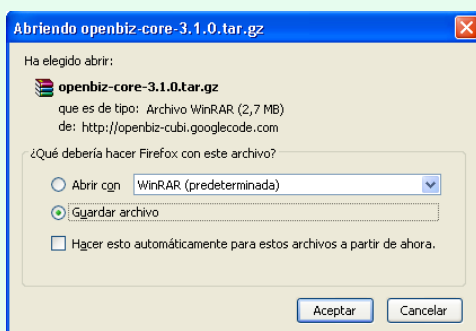 Abriendo openbiz-core-3.1.0.tar.gz
Ha elegido abrir:
openbiz-core-3.1.0.tar.gz
que es de tipo: Archivo WinRAR (2,7 MB)
de: http://openbiz-cubi.googlecode.com
¿Qué debería hacer Firefox con este archivo?
Abrir con WinRAR (predeterminada)
Guardar archivo
Hacer esto automáticamente para estos archivos a partir de ahora.
Aceptar Cancelar